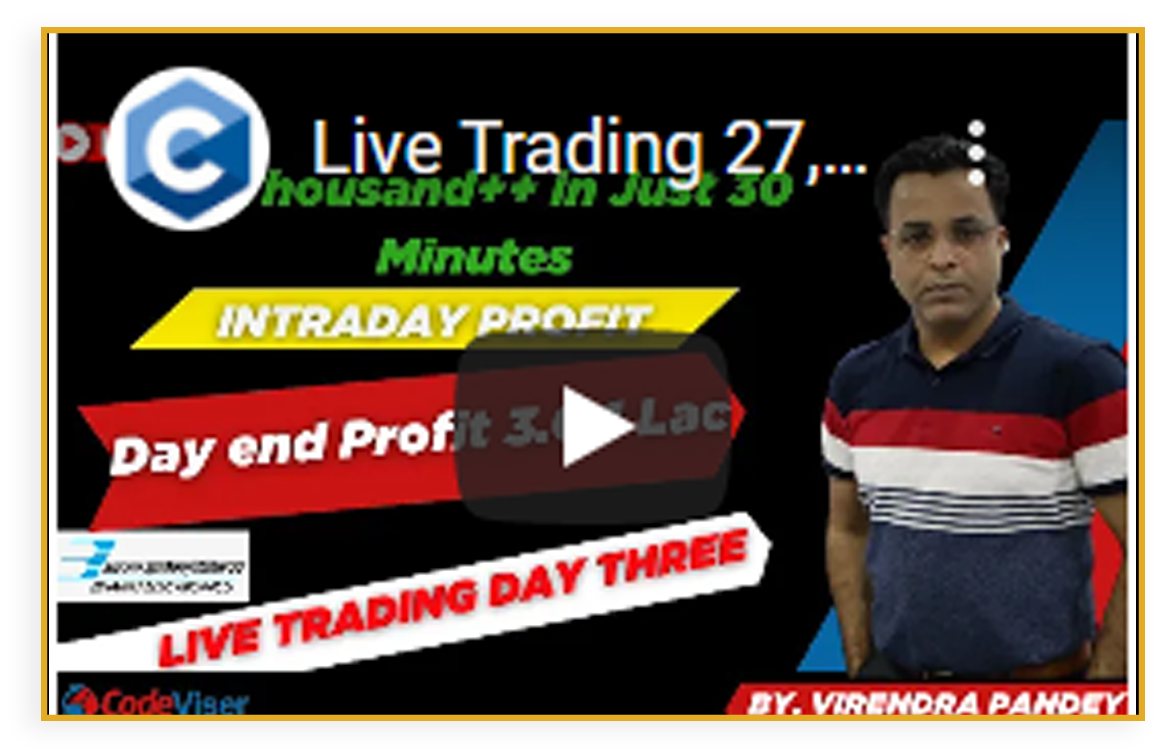 Live Trading 27,...
housand++ in Just 30
Minutes
INTRADAY PROFIT
Day end Profit 3. Lac
LIVE TRADING DAY THREE
CodeViser
BY. VIRENDRA PANDEY